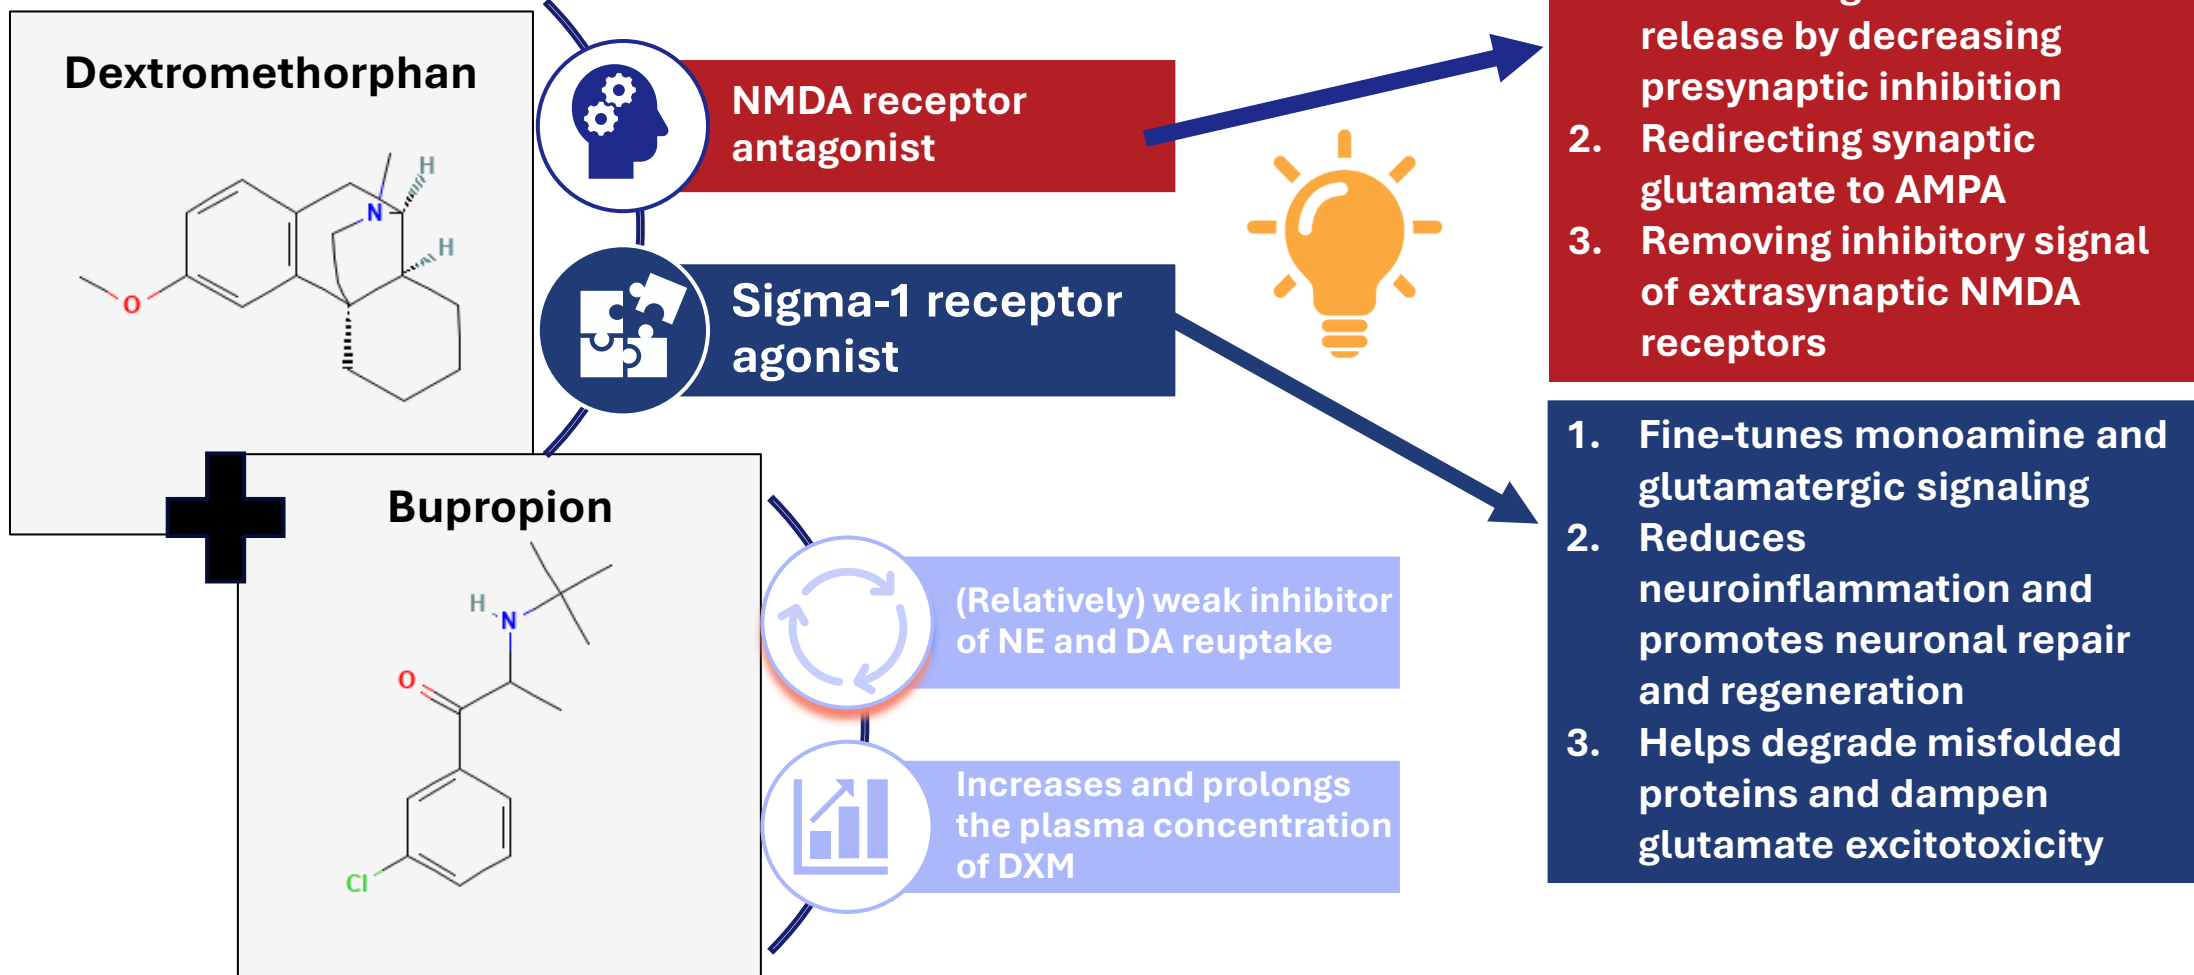 Dextromethorphan
H
N
H
O
NMDA receptor
antagonist
Sigma-1 receptor
agonist
release by decreasing
presynaptic inhibition
2. Redirecting synaptic
glutamate to AMPA
3. Removing inhibitory signal
of extrasynaptic NMDA
receptors
1. Fine-tunes monoamine and
glutamatergic signaling
2. Reduces
neuroinflammation and
promotes neuronal repair
and regeneration
3. Helps degrade misfolded
proteins and dampen
glutamate excitotoxicity
Bupropion
H
N
O
Cl
(Relatively) weak inhibitor
of NE and DA reuptake
Increases and prolongs
the plasma concentration
of DXM